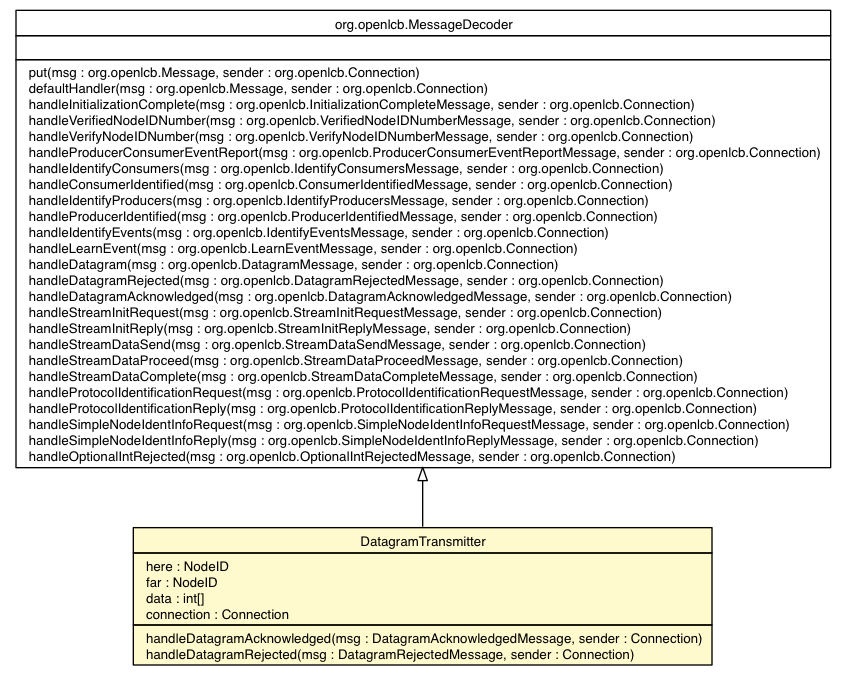 org.openlcb.MessageDecoder
put(msg : org.openlcb.Message, sender : org.openlcb.Connection)
defaultHandler(msg : org.openlcb.Message, sender : org.openlcb.Connection)
handleInitializationComplete(msg : org.openlcb.InitializationCompleteMessage, sender : org.openlcb.Connection)
handleVerifiedNodeIDNumber(msg : org.openlcb.VerifiedNodeIDNumberMessage, sender : org.openlcb.Connection)
handleVerifyNodeIDNumber(msg : org.openlcb.VerifyNodeIDNumberMessage, sender : org.openlcb.Connection)
handleProducerConsumerEventReport(msg : org.openlcb.ProducerConsumerEventReportMessage, sender : org.openlcb.Connection)
handleIdentifyConsumers(msg : org.openlcb.IdentifyConsumersMessage, sender : org.openlcb.Connection)
handleConsumerIdentified(msg : org.openlcb.ConsumerIdentifiedMessage, sender : org.openlcb.Connection)
handleIdentifyProducers(msg : org.openlcb.IdentifyProducersMessage, sender : org.openlcb.Connection)
handleProducerIdentified(msg : org.openlcb.ProducerIdentifiedMessage, sender : org.openlcb.Connection)
handleIdentifyEvents(msg : org.openlcb.IdentifyEventsMessage, sender : org.openlcb.Connection)
handleLearnEvent(msg : org.openlcb.LearnEventMessage, sender : org.openlcb.Connection)
handleDatagram(msg : org.openlcb.DatagramMessage, sender : org.openlcb.Connection)
handleDatagramRejected(msg : org.openlcb.DatagramRejectedMessage, sender : org.openlcb.Connection)
handleDatagramAcknowledged(msg : org.openlcb.DatagramAcknowledgedMessage, sender : org.openlcb.Connection)
handleStreamInitRequest(msg : org.openlcb.StreamInitRequestMessage, sender : org.openlcb.Connection)
handleStreamInitReply(msg : org.openlcb.StreamInitReplyMessage, sender : org.openlcb.Connection)
handleStreamDataSend(msg : org.openlcb.StreamDataSendMessage, sender : org.openlcb.Connection)
handleStreamDataProceed(msg : org.openlcb.StreamDataProceedMessage, sender : org.openlcb.Connection)
handleStreamDataComplete(msg : org.openlcb.StreamDataCompleteMessage, sender : org.openlcb.Connection)
handleProtocolIdentificationRequest(msg : org.openlcb.ProtocolIdentificationRequestMessage, sender : org.openlcb.Connection)
handleProtocolIdentificationReply(msg : org.openlcb.ProtocolIdentificationReplyMessage, sender : org.openlcb.Connection)
handleSimpleNodeIdentInfoRequest(msg : org.openlcb.SimpleNodeIdentInfoRequestMessage, sender : org.openlcb.Connection)
handleSimpleNodeIdentInfoReply(msg : org.openlcb.SimpleNodeIdentInfoReplyMessage, sender : org.openlcb.Connection)
handleOptionalIntRejected(msg : org.openlcb.OptionalIntRejectedMessage, sender : org.openlcb.Connection)
DatagramTransmitter
here : NodeID
far : NodeID
data : int[]
connection : Connection
handleDatagramAcknowledged(msg : DatagramAcknowledgedMessage, sender : Connection)
handleDatagramRejected(msg : DatagramRejectedMessage, sender : Connection)